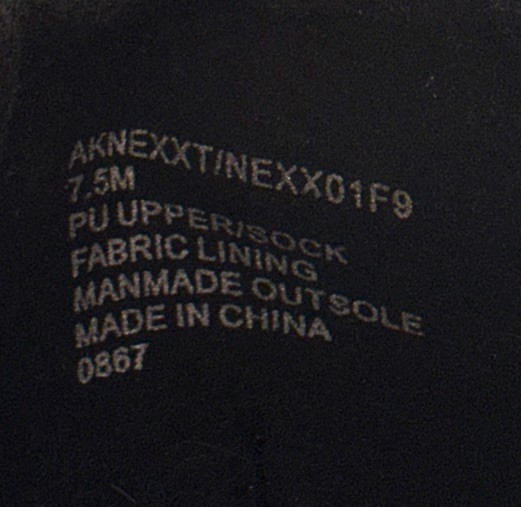 AKNEXXT/NEXX01F9
7.5M
PU UPPER/SOCK
FABRIC LINING
MANMADE OUTSOLE
MADE IN CHINA
0867